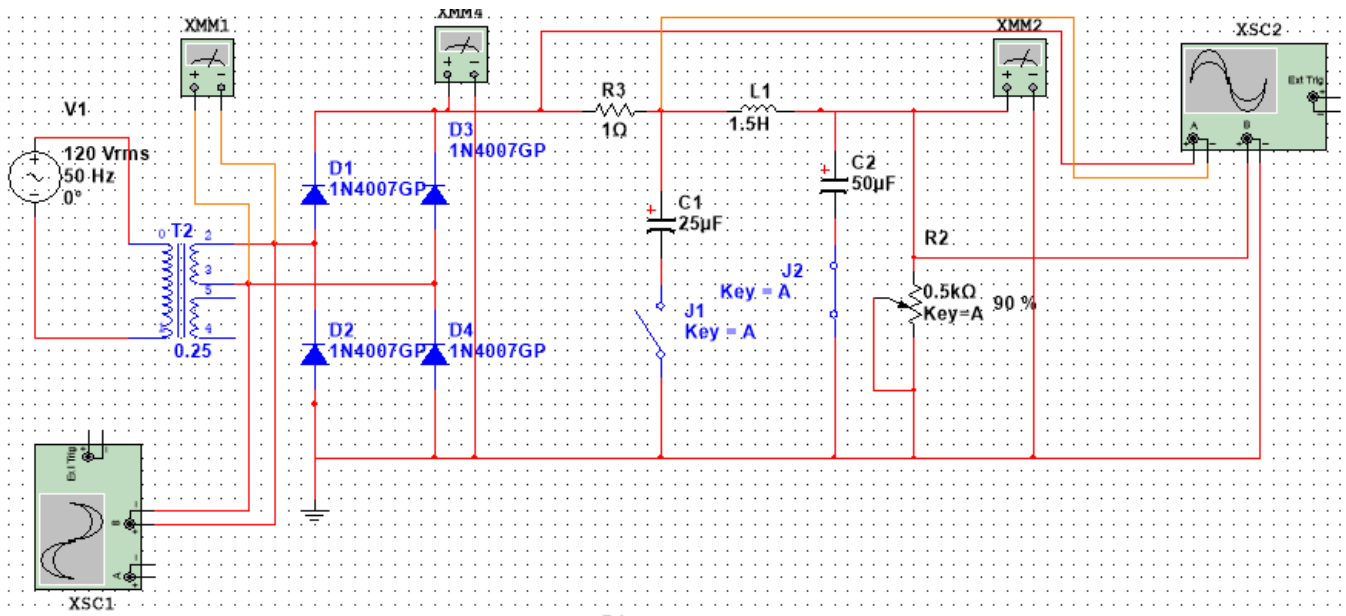 XMM1
XMM4
XMM2
XSC2
Ext Trig
V1
R3
1Ω
L1
1.5H
D3
1N4007GP
120 Vrms
50 Hz
0°
D1
1N4007GP
C2
50µF
A
B
C1
25µF
T2
0
2
3
5
4
0.25
R2
J2
Key = A
J1
Key = A
0.5kΩ
Key=A
90 %
D2
1N4007GP
D4
1N4007GP
Ext Trig
B
A
XSC1